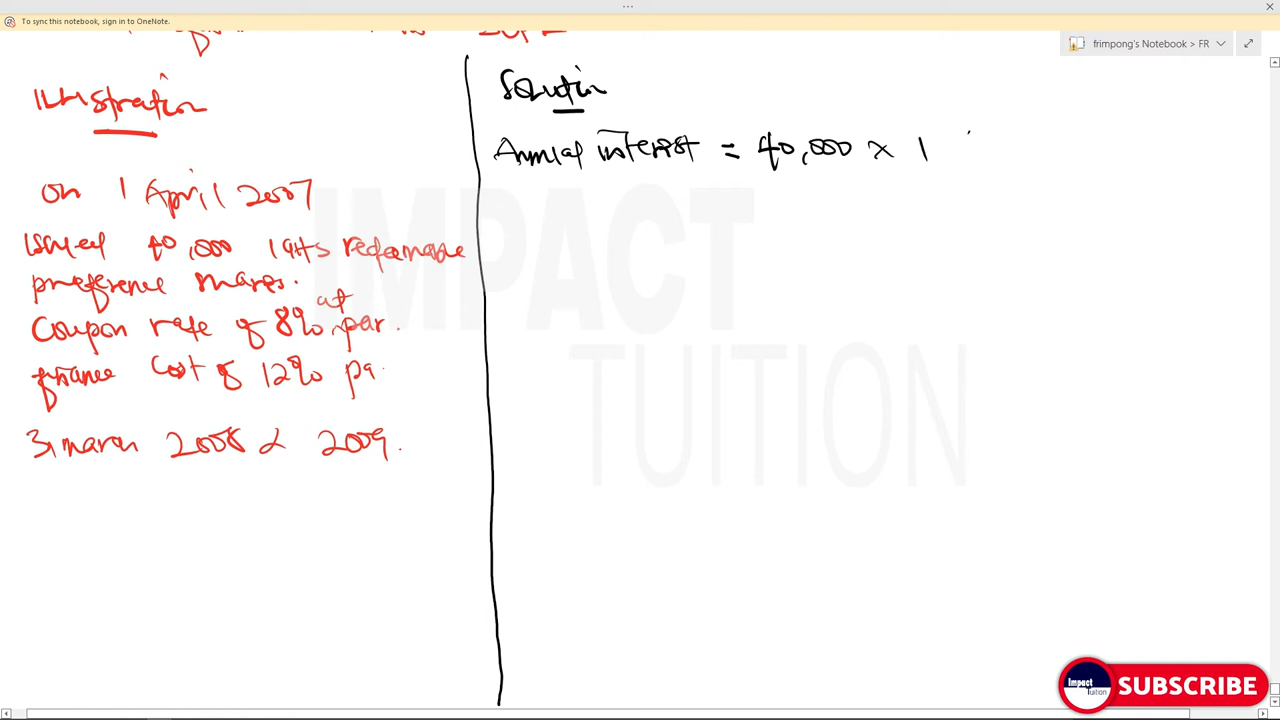 To sync this notebook, sign in to OneNote.
frimpong's Notebook > FR
Illustration
on 1 April 2007
issued 40,000 redeemable
preference shares.
Coupon rate of 8% at par.
finance cost of 12% pa.
31 march 2008 & 2009.
Solution
Annual interest = 40,000 x 1
IMPACT
TUITION
Impact
Tuition
SUBSCRIBE